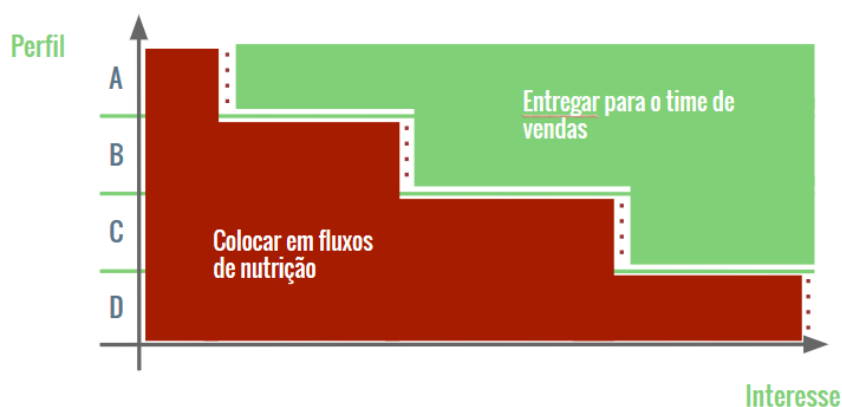 Perfil
A
Entregar para o time de
vendas
B
C
Colocar em fluxos
de nutrição
D
Interesse